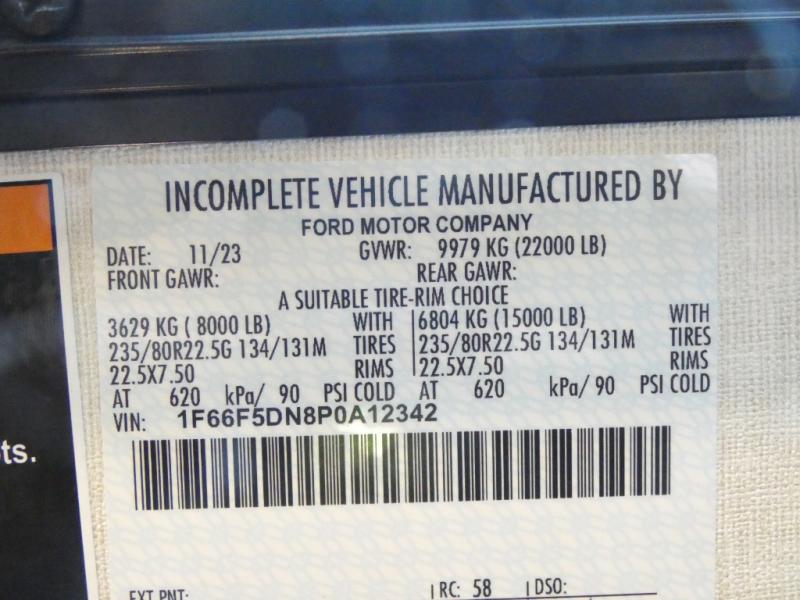 INCOMPLETE VEHICLE MANUFACTURED BY
FORD MOTOR COMPANY
DATE: 11/23 GVWR: 9979 KG (22000 LB)
FRONT GAWR: REAR GAWR:
A SUITABLE TIRE-RIM CHOICE
3629 KG ( 8000 LB) WITH 6804 KG (15000 LB) WITH
235/80R22.5G 134/131M TIRES 235/80R22.5G 134/131M TIRES
22.5X7.50 RIMS 22.5X7.50 RIMS
AT 620 kPa/ 90 PSI COLD AT 620 kPa/ 90 PSI COLD
VIN: 1F66F5DN8P0A12342
ts.
EXT PNT: RC: 58 DSO: